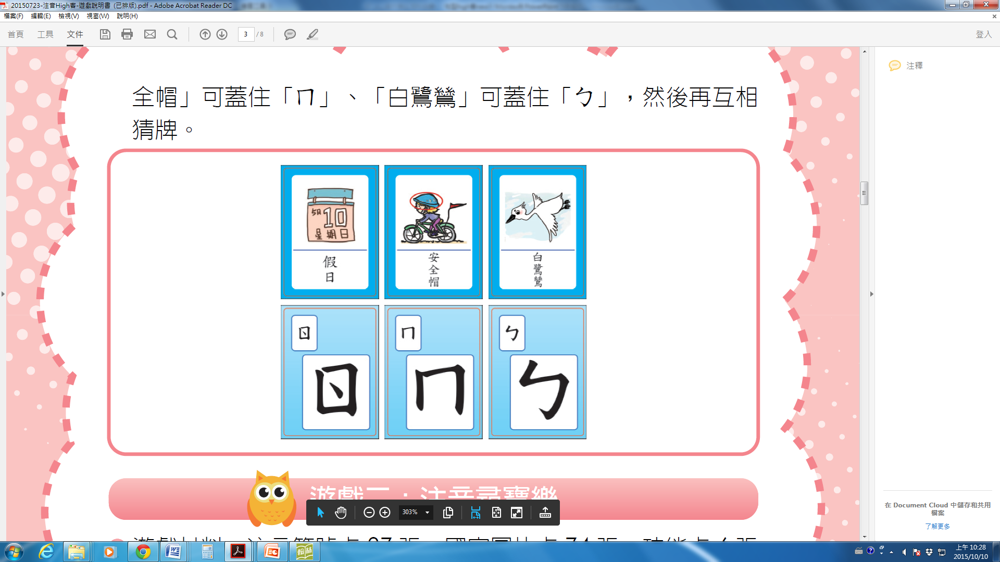 20150723-注音High客-遊戲說明書 (已排版).pdf - Adobe Acrobat Reader DC
檔案(F) 編輯(E) 檢視(V) 視窗(W) 說明(H)
首頁 工具 文件 3 / 8 登入
注釋
全帽」可蓋住「ㄇ」、「白鷺鷥」可蓋住「ㄅ」，然後再互相
猜牌。
5月 10
星期日
假日
安全帽
白鷺鷥
ㄖ ㄇ ㄅ
ㄖ ㄇ ㄅ
遊戲二：注音尋寶樂
303%
在 Document Cloud 中儲存和共用
檔案
了解更多
上午 10:28
2015/10/10